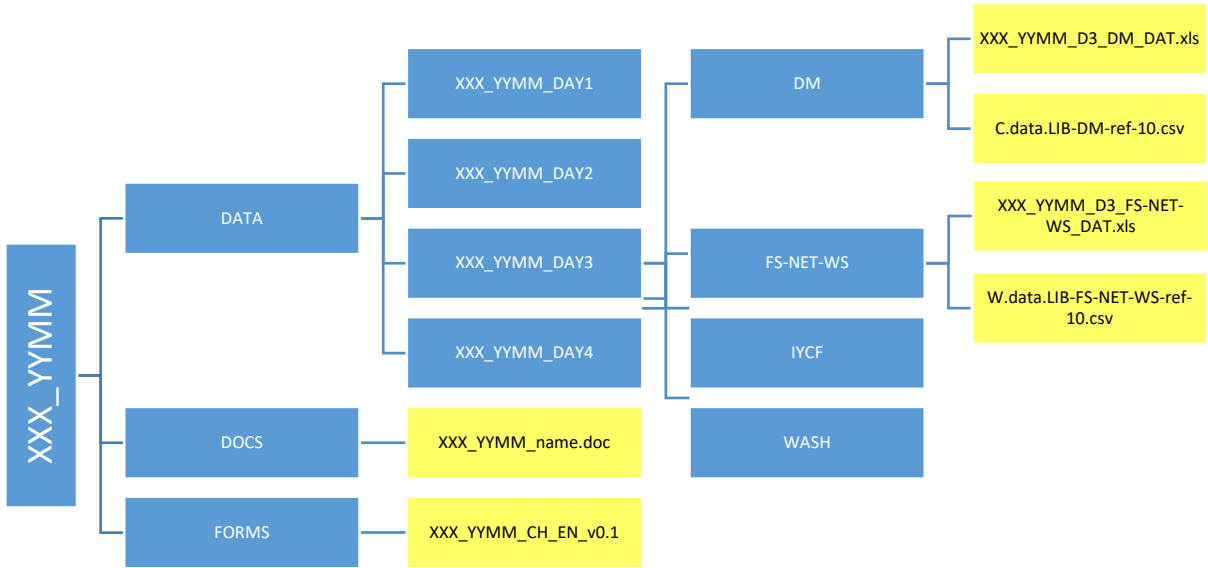 XXX_YYMM
DATA
XXX_YYMM_DAY1
XXX_YYMM_DAY2
XXX_YYMM_DAY3
DM
XXX_YYMM_D3_DM_DAT.xls
C.data.LIB-DM-ref-10.csv
FS-NET-WS
XXX_YYMM_D3_FS-NET-
WS_DAT.xls
W.data.LIB-FS-NET-WS-ref-
10.csv
IYCF
WASH
XXX_YYMM_DAY4
DOCS
XXX_YYMM_name.doc
FORMS
XXX_YYMM_CH_EN_v0.1